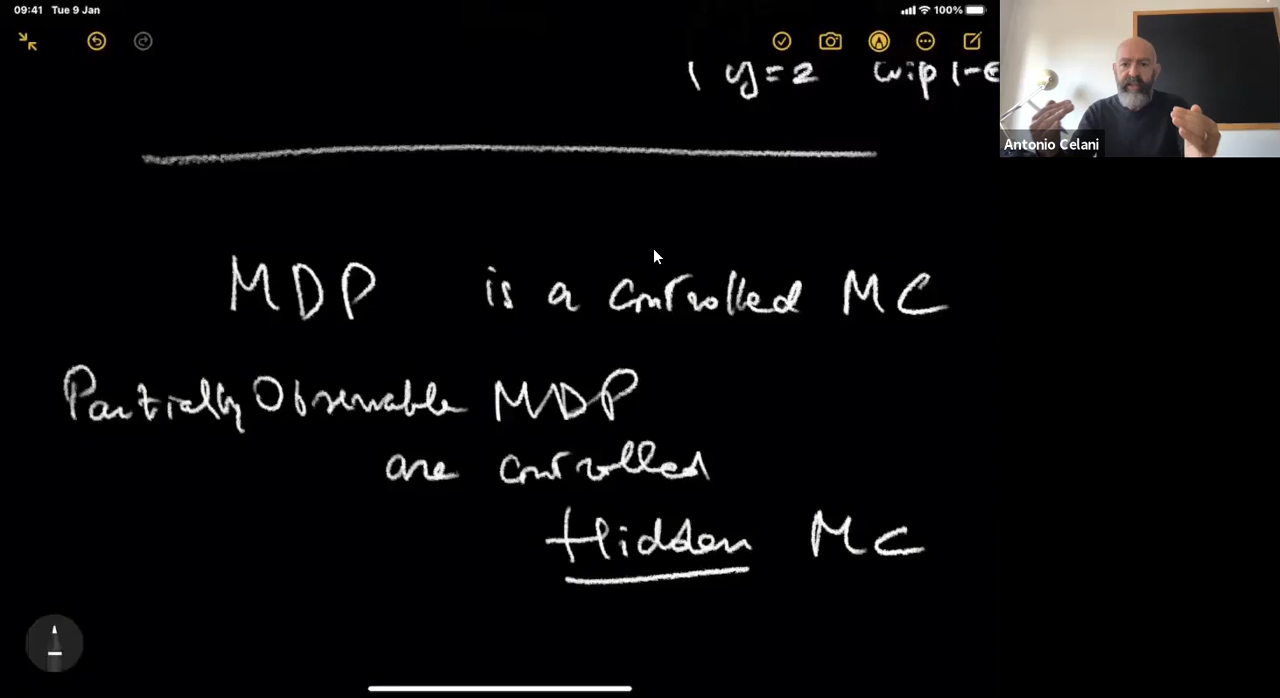 09:41 Tue 9 Jan 100%
y=2 wip 1-ϵ
Antonio Celani
MDP is a controlled MC
Partially Observable MDP
are controlled
Hidden MC